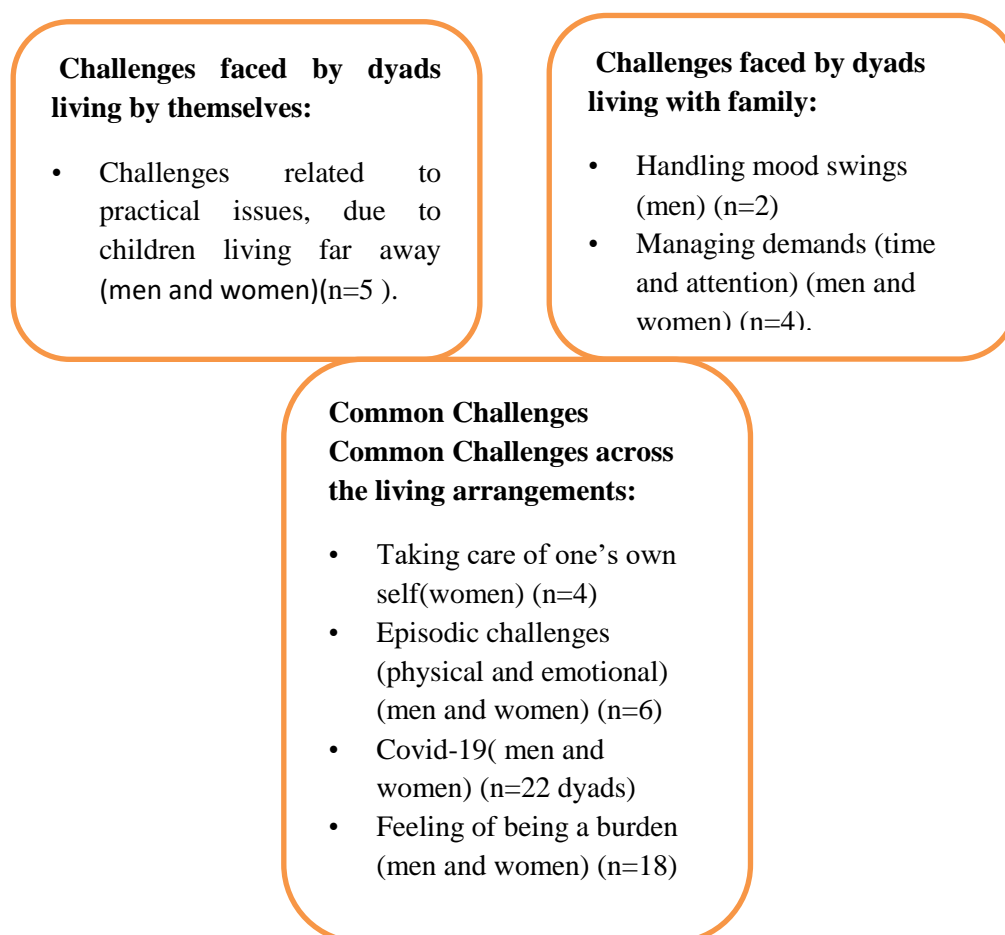 Challenges faced by dyads
living by themselves:
• Challenges related to
practical issues, due to
children living far away
(men and women)(n=5 ).
Challenges faced by dyads
living with family:
• Handling mood swings
(men) (n=2)
• Managing demands (time
and attention) (men and
women) (n=4).
Common Challenges
Common Challenges across
the living arrangements:
• Taking care of one’s own
self(women) (n=4)
• Episodic challenges
(physical and emotional)
(men and women) (n=6)
• Covid-19( men and
women) (n=22 dyads)
• Feeling of being a burden
(men and women) (n=18)